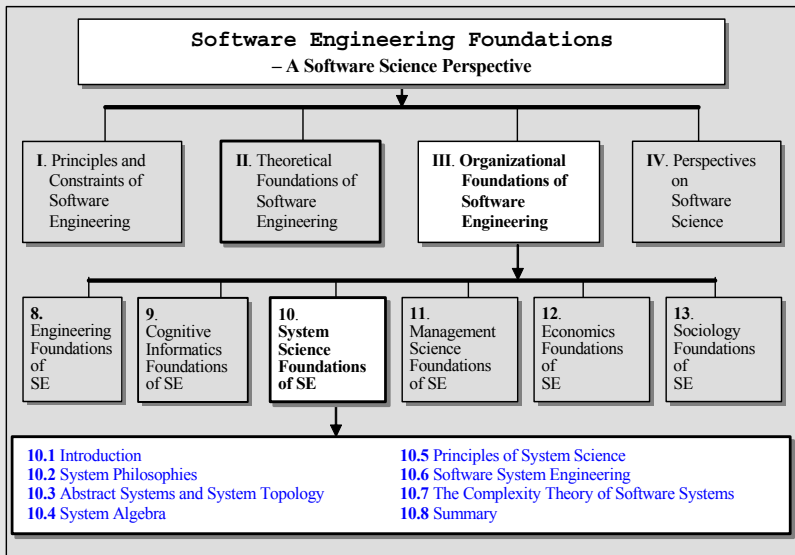 Software Engineering Foundations
– A Software Science Perspective
I. Principles and
Constraints of
Software
Engineering
II. Theoretical
Foundations of
Software
Engineering
III. Organizational
Foundations of
Software
Engineering
IV. Perspectives
on
Software
Science
8.
Engineering
Foundations
of
SE
9.
Cognitive
Informatics
Foundations
of SE
10.
System
Science
Foundations
of SE
11.
Management
Science
Foundations
of SE
12.
Economics
Foundations
of
SE
13.
Sociology
Foundations
of
SE
10.1 Introduction
10.2 System Philosophies
10.3 Abstract Systems and System Topology
10.4 System Algebra
10.5 Principles of System Science
10.6 Software System Engineering
10.7 The Complexity Theory of Software Systems
10.8 Summary